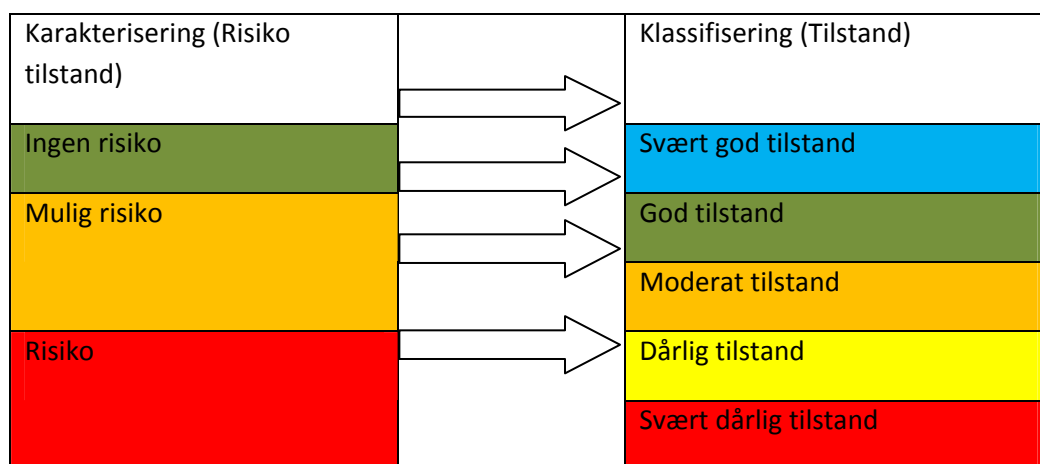 Karakterisering (Risiko
tilstand)
Klassifisering (Tilstand)
Ingen risiko
Svært god tilstand
Mulig risiko
God tilstand
Moderat tilstand
Risiko
Dårlig tilstand
Svært dårlig tilstand